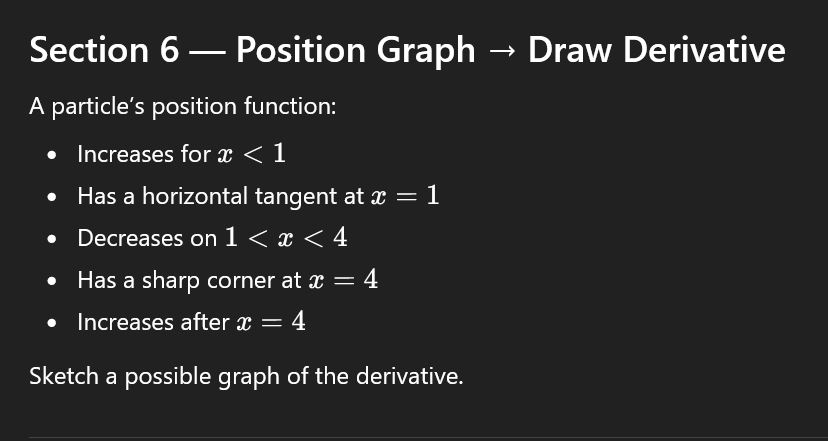 Section 6 — Position Graph → Draw Derivative
A particle’s position function:
• Increases for x < 1
• Has a horizontal tangent at x = 1
• Decreases on 1 < x < 4
• Has a sharp corner at x = 4
• Increases after x = 4
Sketch a possible graph of the derivative.